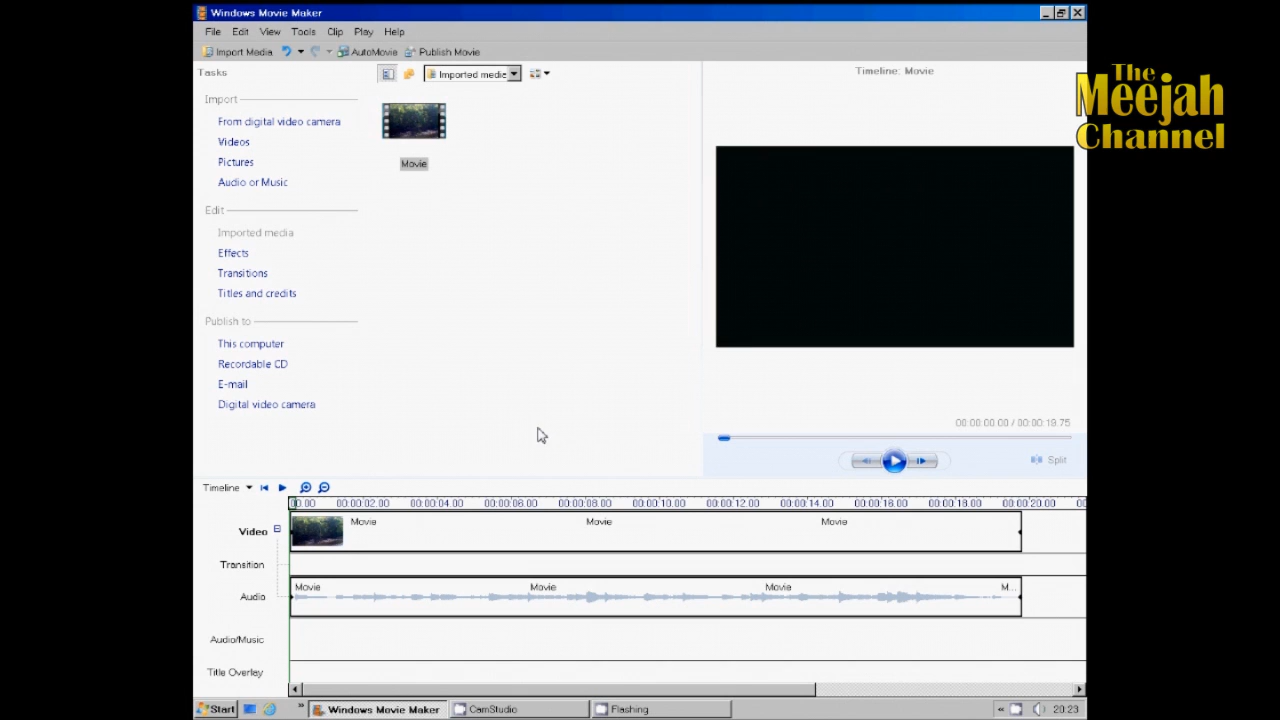 Windows Movie Maker
File Edit View Tools Clip Play Help
Import Media AutoMovie Publish Movie
Tasks
Imported media
Timeline: Movie
The
Meejah
Channel
Import
From digital video camera
Videos
Pictures
Audio or Music
Movie
Edit
Imported media
Effects
Transitions
Titles and credits
Publish to
This computer
Recordable CD
E-mail
Digital video camera
00:00:00.00 / 00:00:19.75
Split
Timeline
00:00 00:00:02.00 00:00:04.00 00:00:06.00 00:00:08.00 00:00:10.00 00:00:12.00 00:00:14.00 00:00:16.00 00:00:18.00 00:00:20.00 00
Video Movie Movie Movie
Transition
Audio Movie Movie Movie M...
Audio/Music
Title Overlay
Start » Windows Movie Maker CamStudio Flashing « 20:23